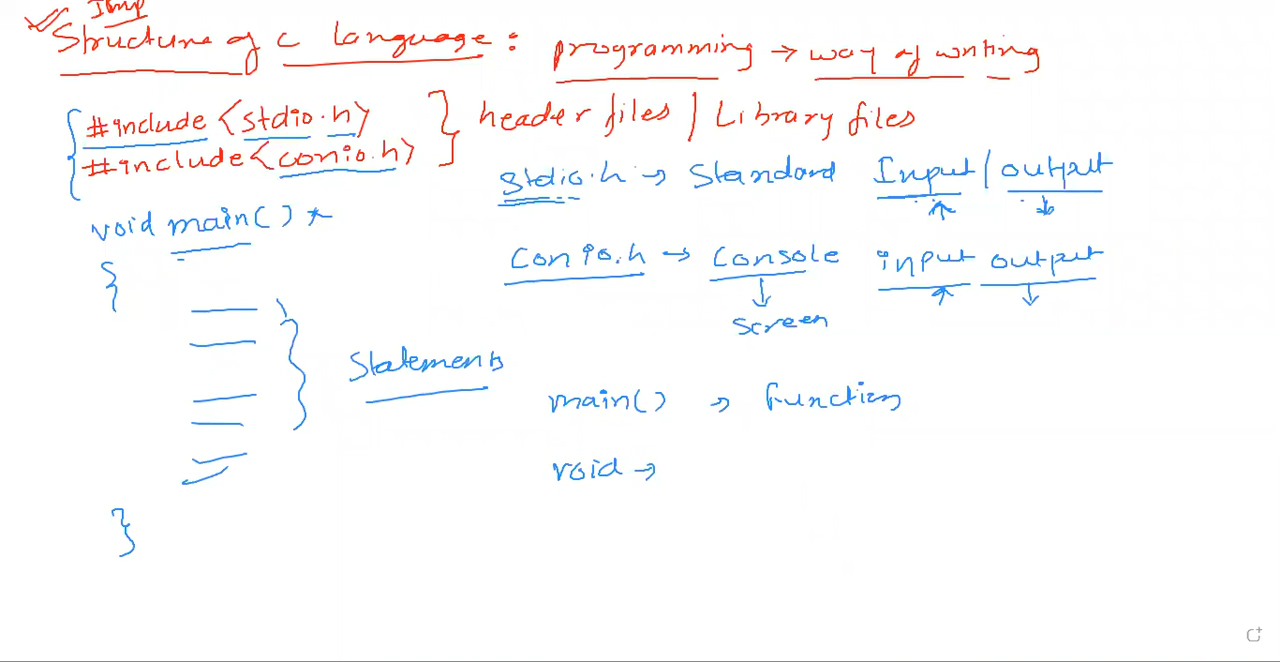 Imp
Structure of c language : programming → way of writing
#include <stdio.h> } header files / Library files
#include<conio.h>
stdio.h → Standard Input/output
void main() *
conio.h → Console input output
{
screen
Statements
main() → function
void →
}